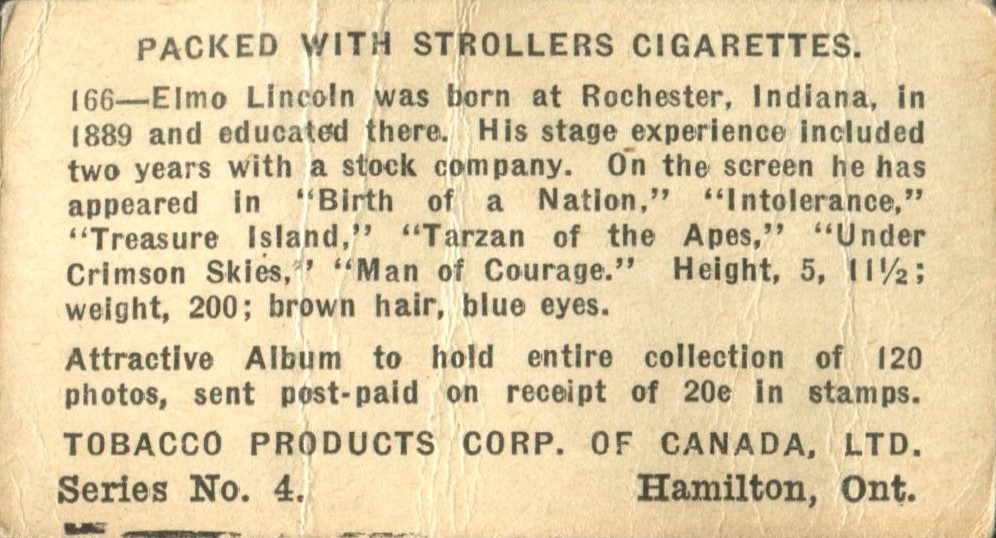 PACKED WITH STROLLERS CIGARETTES.
166—Elmo Lincoln was born at Rochester, Indiana, in
1889 and educated there. His stage experience included
two years with a stock company. On the screen he has
appeared in “Birth of a Nation,” “Intolerance,”
“Treasure Island,” “Tarzan of the Apes,” “Under
Crimson Skies,” “Man of Courage.” Height, 5, 11½;
weight, 200; brown hair, blue eyes.
Attractive Album to hold entire collection of 120
photos, sent post-paid on receipt of 20c in stamps.
TOBACCO PRODUCTS CORP. OF CANADA, LTD.
Series No. 4. Hamilton, Ont.